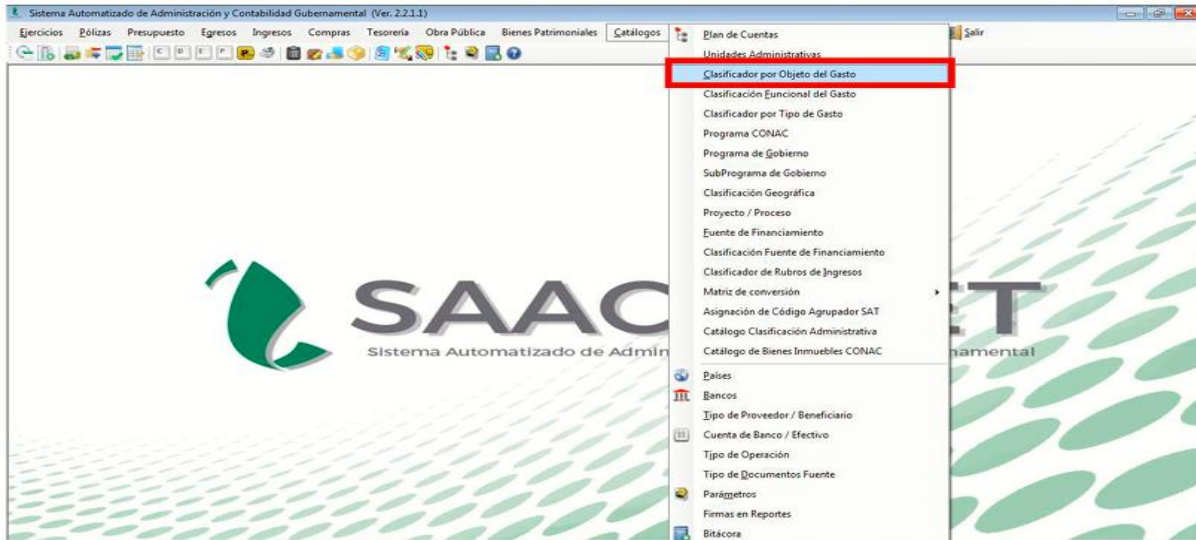 Sistema Automatizado de Administración y Contabilidad Gubernamental (Ver. 2.2.1.1)
Ejercicios Pólizas Presupuesto Egresos Ingresos Compras Tesorería Obra Pública Bienes Patrimoniales Catálogos Salir
Plan de Cuentas
Unidades Administrativas
Clasificador por Objeto del Gasto
Clasificación Funcional del Gasto
Clasificador por Tipo de Gasto
Programa CONAC
Programa de Gobierno
SubPrograma de Gobierno
Clasificación Geográfica
Proyecto / Proceso
Fuente de Financiamiento
Clasificación Fuente de Financiamiento
Clasificador de Rubros de Ingresos
Matriz de conversión
Asignación de Código Agrupador SAT
Catálogo Clasificación Administrativa
Catálogo de Bienes Inmuebles CONAC
Países
Bancos
Tipo de Proveedor / Beneficiario
Cuenta de Banco / Efectivo
Tipo de Operación
Tipo de Documentos Fuente
Parámetros
Firmas en Reportes
Bitácora
SAAC ET
Sistema Automatizado de Admin namental